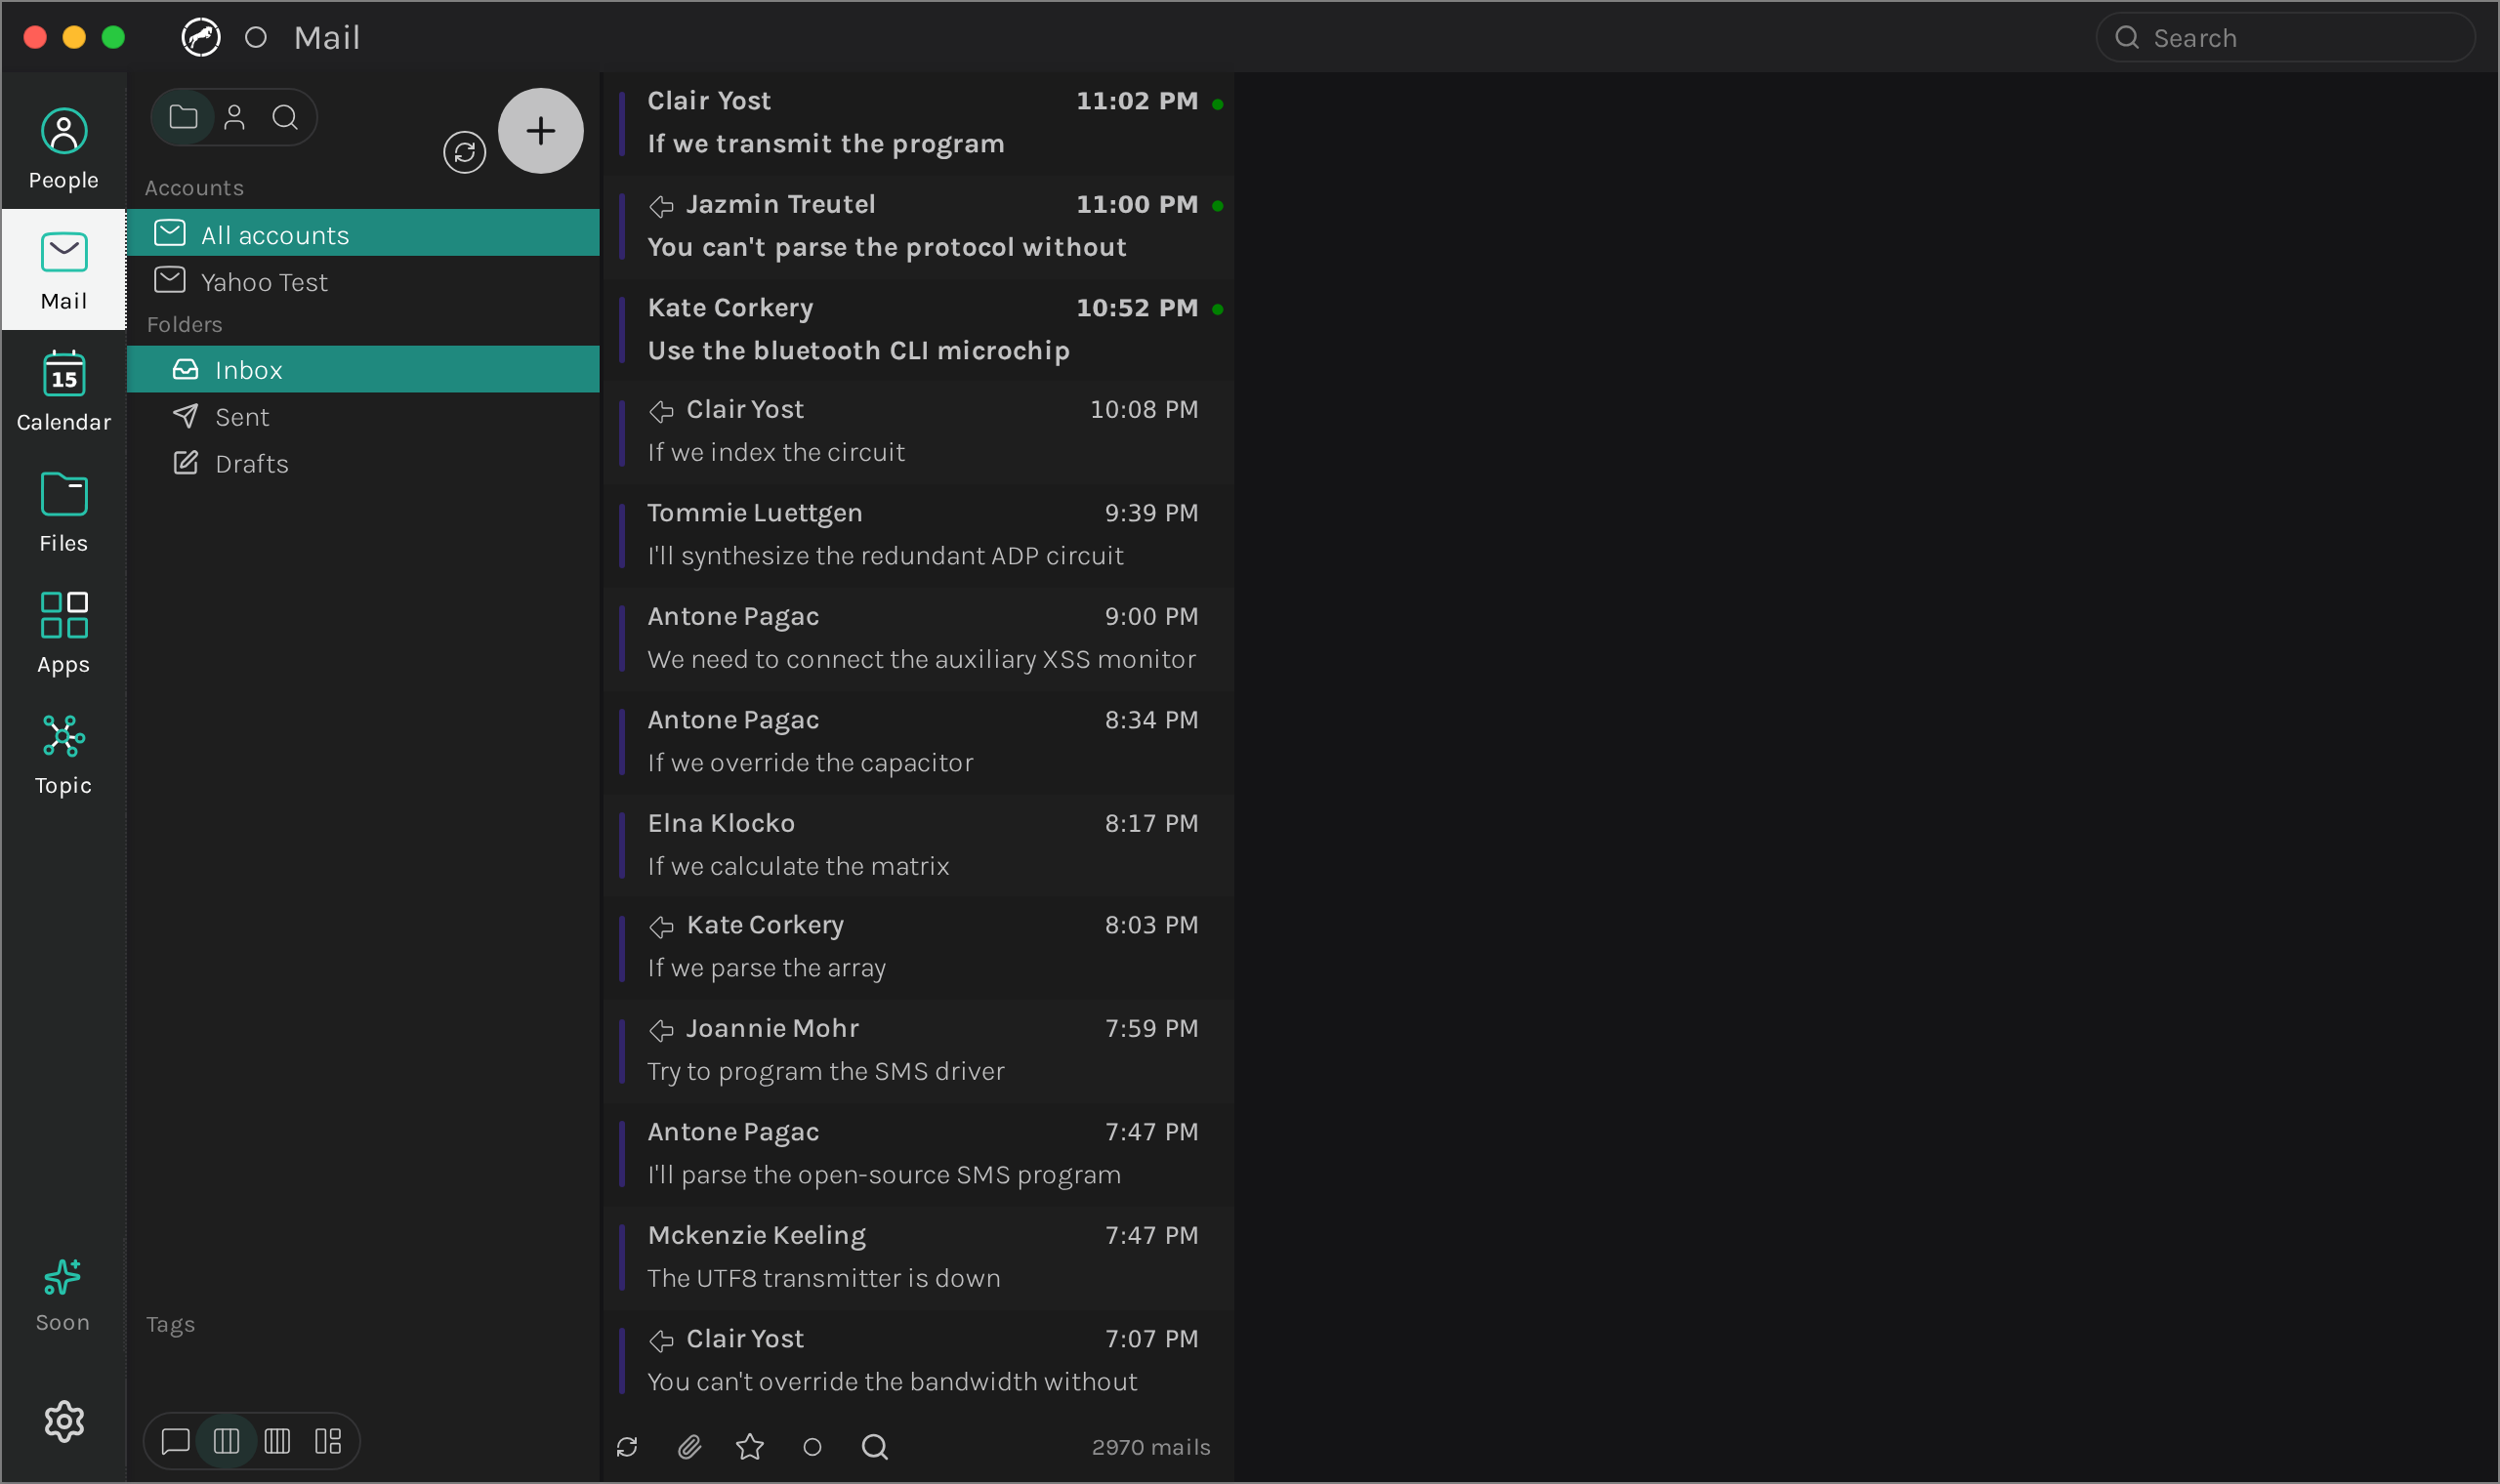 Mail
Search
People
Mail
15
Calendar
Files
Apps
Topic
Soon
Accounts
All accounts
Yahoo Test
Folders
Inbox
Sent
Drafts
Tags
Clair Yost 11:02 PM
If we transmit the program
Jazmin Treutel 11:00 PM
You can't parse the protocol without
Kate Corkery 10:52 PM
Use the bluetooth CLI microchip
Clair Yost 10:08 PM
If we index the circuit
Tommie Luettgen 9:39 PM
I'll synthesize the redundant ADP circuit
Antone Pagac 9:00 PM
We need to connect the auxiliary XSS monitor
Antone Pagac 8:34 PM
If we override the capacitor
Elna Klocko 8:17 PM
If we calculate the matrix
Kate Corkery 8:03 PM
If we parse the array
Joannie Mohr 7:59 PM
Try to program the SMS driver
Antone Pagac 7:47 PM
I'll parse the open-source SMS program
Mckenzie Keeling 7:47 PM
The UTF8 transmitter is down
Clair Yost 7:07 PM
You can't override the bandwidth without
2970 mails